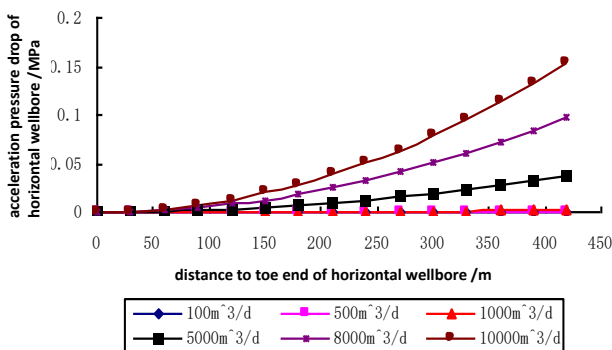 acceleration pressure drop of
horizontal wellbore /MPa
0.2
0.15
0.1
0.05
0
0 50 100 150 200 250 300 350 400 450
distance to toe end of horizontal wellbore /m
100m^3/d 500m^3/d 1000m^3/d
5000m^3/d 8000m^3/d 10000m^3/d